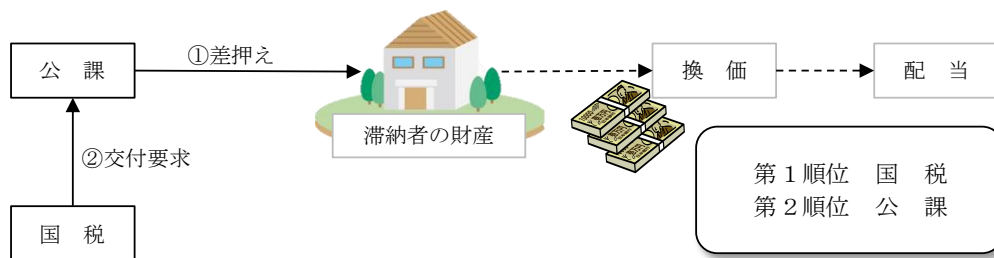 ①差押え
公　課
換　価
配　当
滞納者の財産
②交付要求
第１順位　国　税
第２順位　公　課
国　税